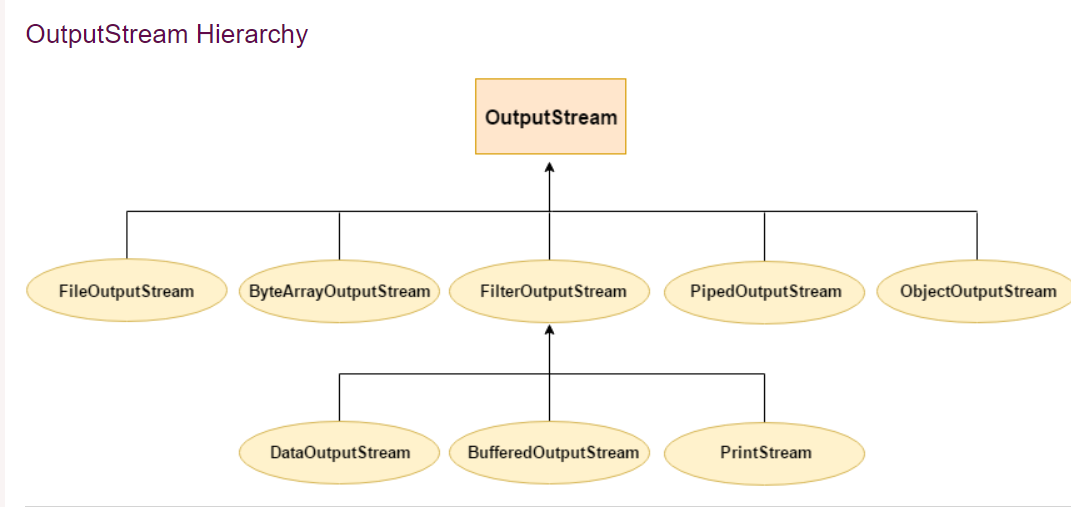 OutputStream Hierarchy
OutputStream
FileOutputStream
ByteArrayOutputStream
FilterOutputStream
PipedOutputStream
ObjectOutputStream
DataOutputStream
BufferedOutputStream
PrintStream